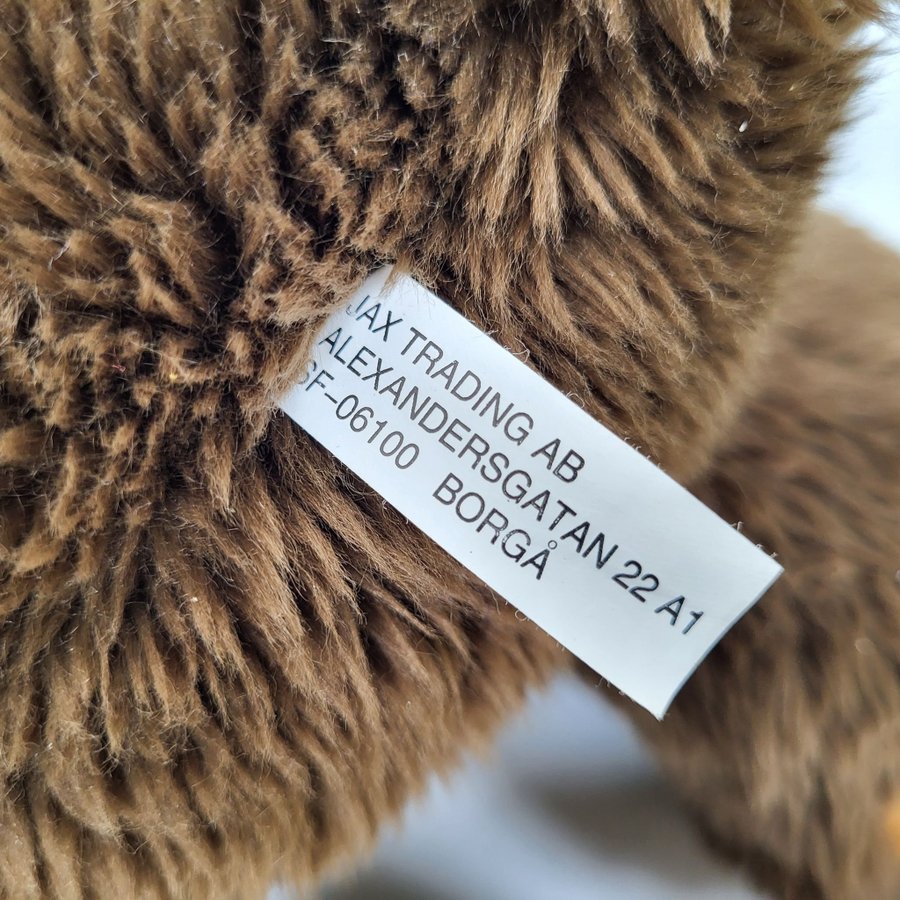 JAX TRADING AB
ALEXANDERSGATAN 22 A1
SF-06100 BORGÅ